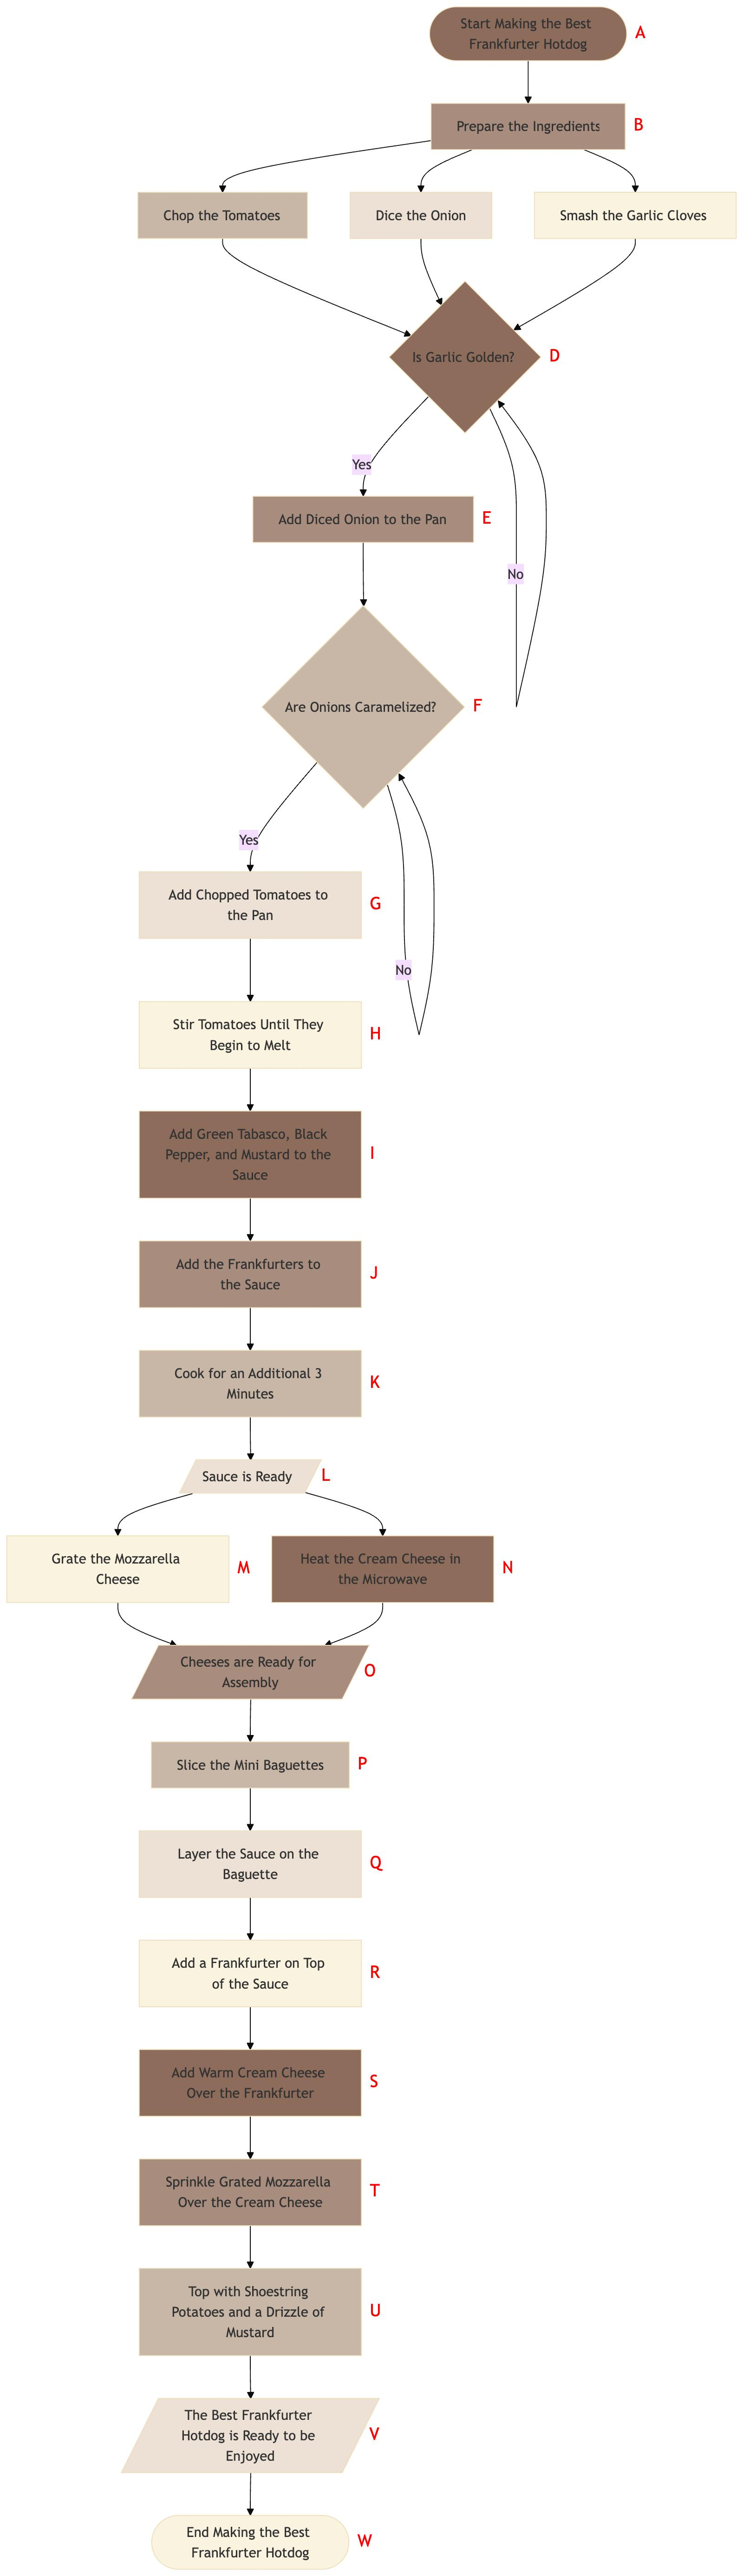 Start Making the Best
Frankfurter Hotdog
A
Prepare the Ingredients
B
Chop the Tomatoes
Dice the Onion
Smash the Garlic Cloves
Is Garlic Golden?
D
Yes
Add Diced Onion to the Pan
E
No
Are Onions Caramelized?
F
Yes
Add Chopped Tomatoes to
the Pan
G
No
Stir Tomatoes Until They
Begin to Melt
H
Add Green Tabasco, Black
Pepper, and Mustard to the
Sauce
I
Add the Frankfurters to
the Sauce
J
Cook for an Additional 3
Minutes
K
Sauce is Ready
L
Grate the Mozzarella
Cheese
M
Heat the Cream Cheese in
the Microwave
N
Cheeses are Ready for
Assembly
O
Slice the Mini Baguettes
P
Layer the Sauce on the
Baguette
Q
Add a Frankfurter on Top
of the Sauce
R
Add Warm Cream Cheese
Over the Frankfurter
S
Sprinkle Grated Mozzarella
Over the Cream Cheese
T
Top with Shoestring
Potatoes and a Drizzle of
Mustard
U
The Best Frankfurter
Hotdog is Ready to be
Enjoyed
V
End Making the Best
Frankfurter Hotdog
W